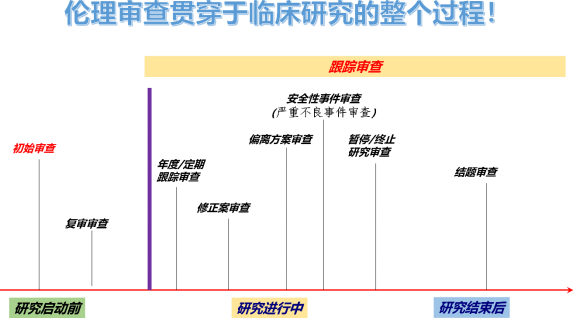 伦理审查贯穿于临床研究的整个过程！
跟踪审查
安全性事件审查
(严重不良事件审查)
初始审查
偏离方案审查
暂停/终止
研究审查
年度/定期
跟踪审查
结题审查
修正案审查
复审审查
研究启动前
研究进行中
研究结束后